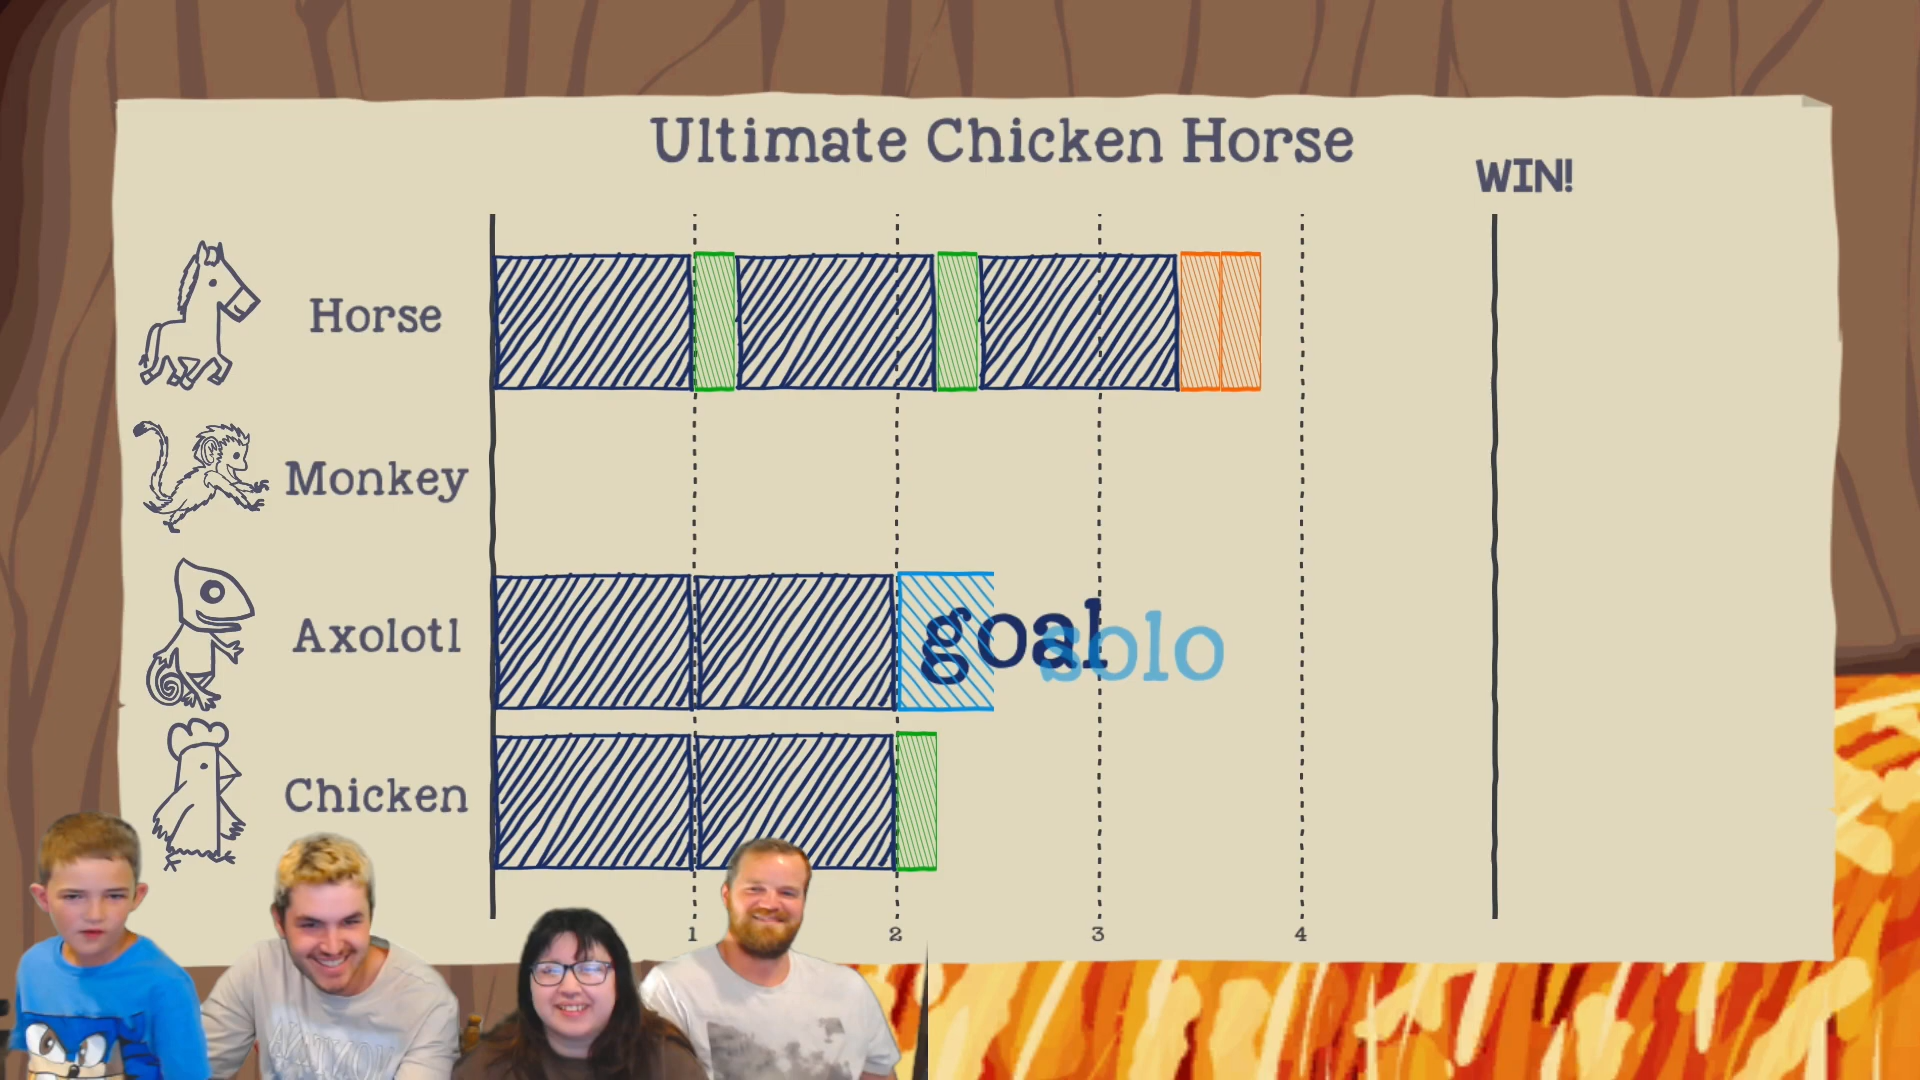 Ultimate Chicken Horse
WIN!
Horse
Monkey
Axolotl
goal
solo
Chicken
1 2 3 4